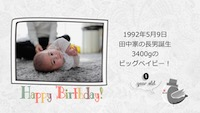 1992年5月9日
田中家の長男誕生
3400gの
ビッグベイビー！
0
year old
Happy Birthday!